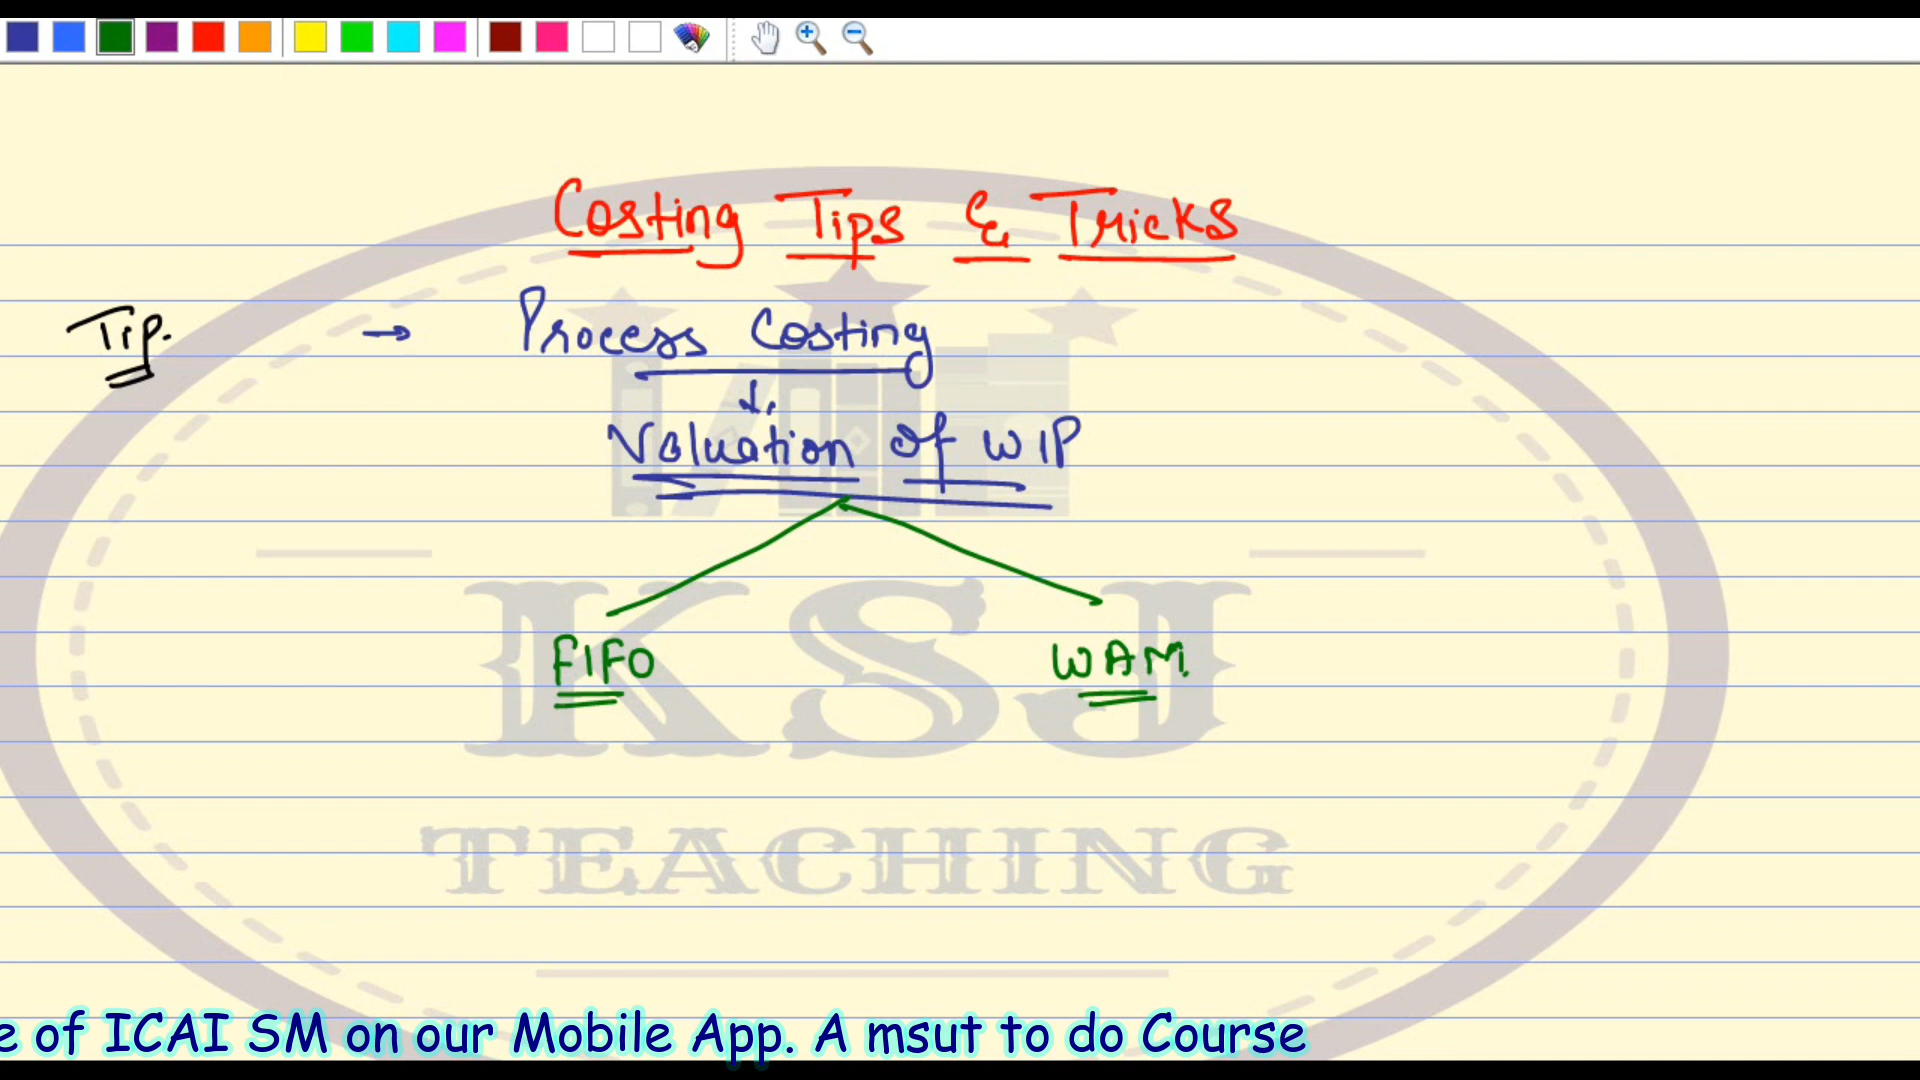 Costing Tips & Tricks
Tip. → Process Costing
Valuation of WIP
FIFO WAM.
KSJ
TEACHING
e of ICAI SM on our Mobile App. A msut to do Course